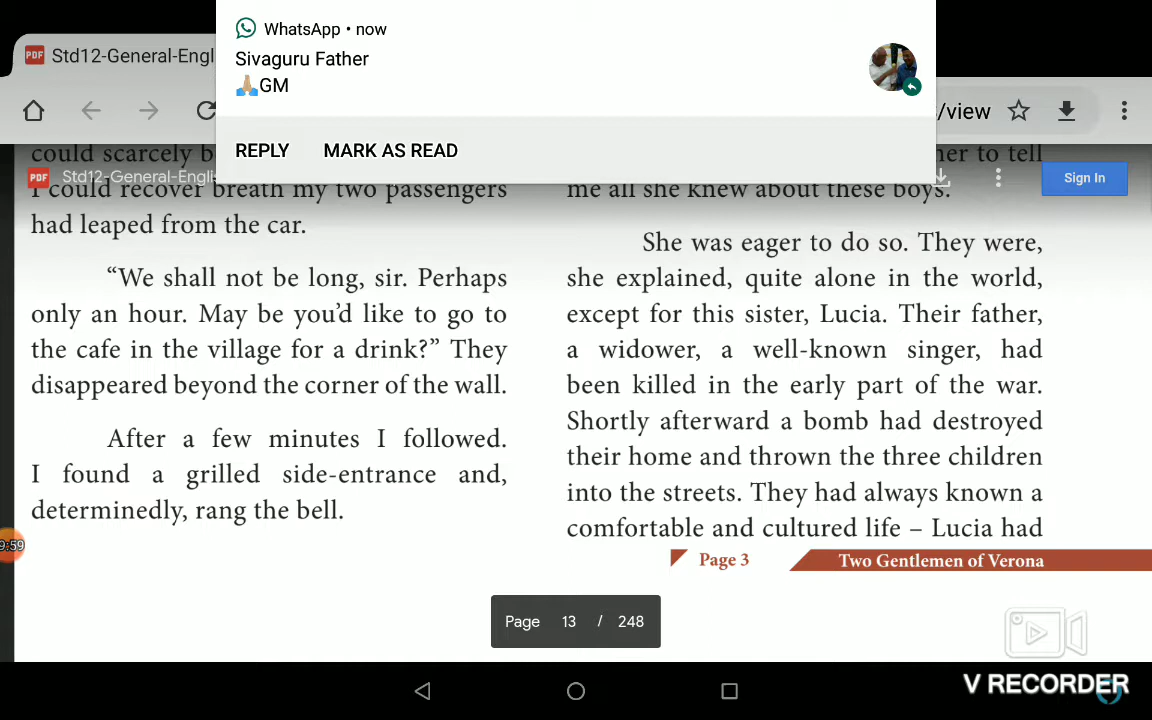 WhatsApp • now
Sivaguru Father
🙏GM
REPLY MARK AS READ
PDF Std12-General-Engl
/view
could scarcely b
her to tell
PDF Std12-General-Englis
Sign In
I could recover breath my two passengers
had leaped from the car.
“We shall not be long, sir. Perhaps
only an hour. May be you’d like to go to
the cafe in the village for a drink?” They
disappeared beyond the corner of the wall.
After a few minutes I followed.
I found a grilled side-entrance and,
determinedly, rang the bell.
me all she knew about these boys.
She was eager to do so. They were,
she explained, quite alone in the world,
except for this sister, Lucia. Their father,
a widower, a well-known singer, had
been killed in the early part of the war.
Shortly afterward a bomb had destroyed
their home and thrown the three children
into the streets. They had always known a
comfortable and cultured life – Lucia had
9:59
Page 3 Two Gentlemen of Verona
Page 13 / 248
V RECORDER